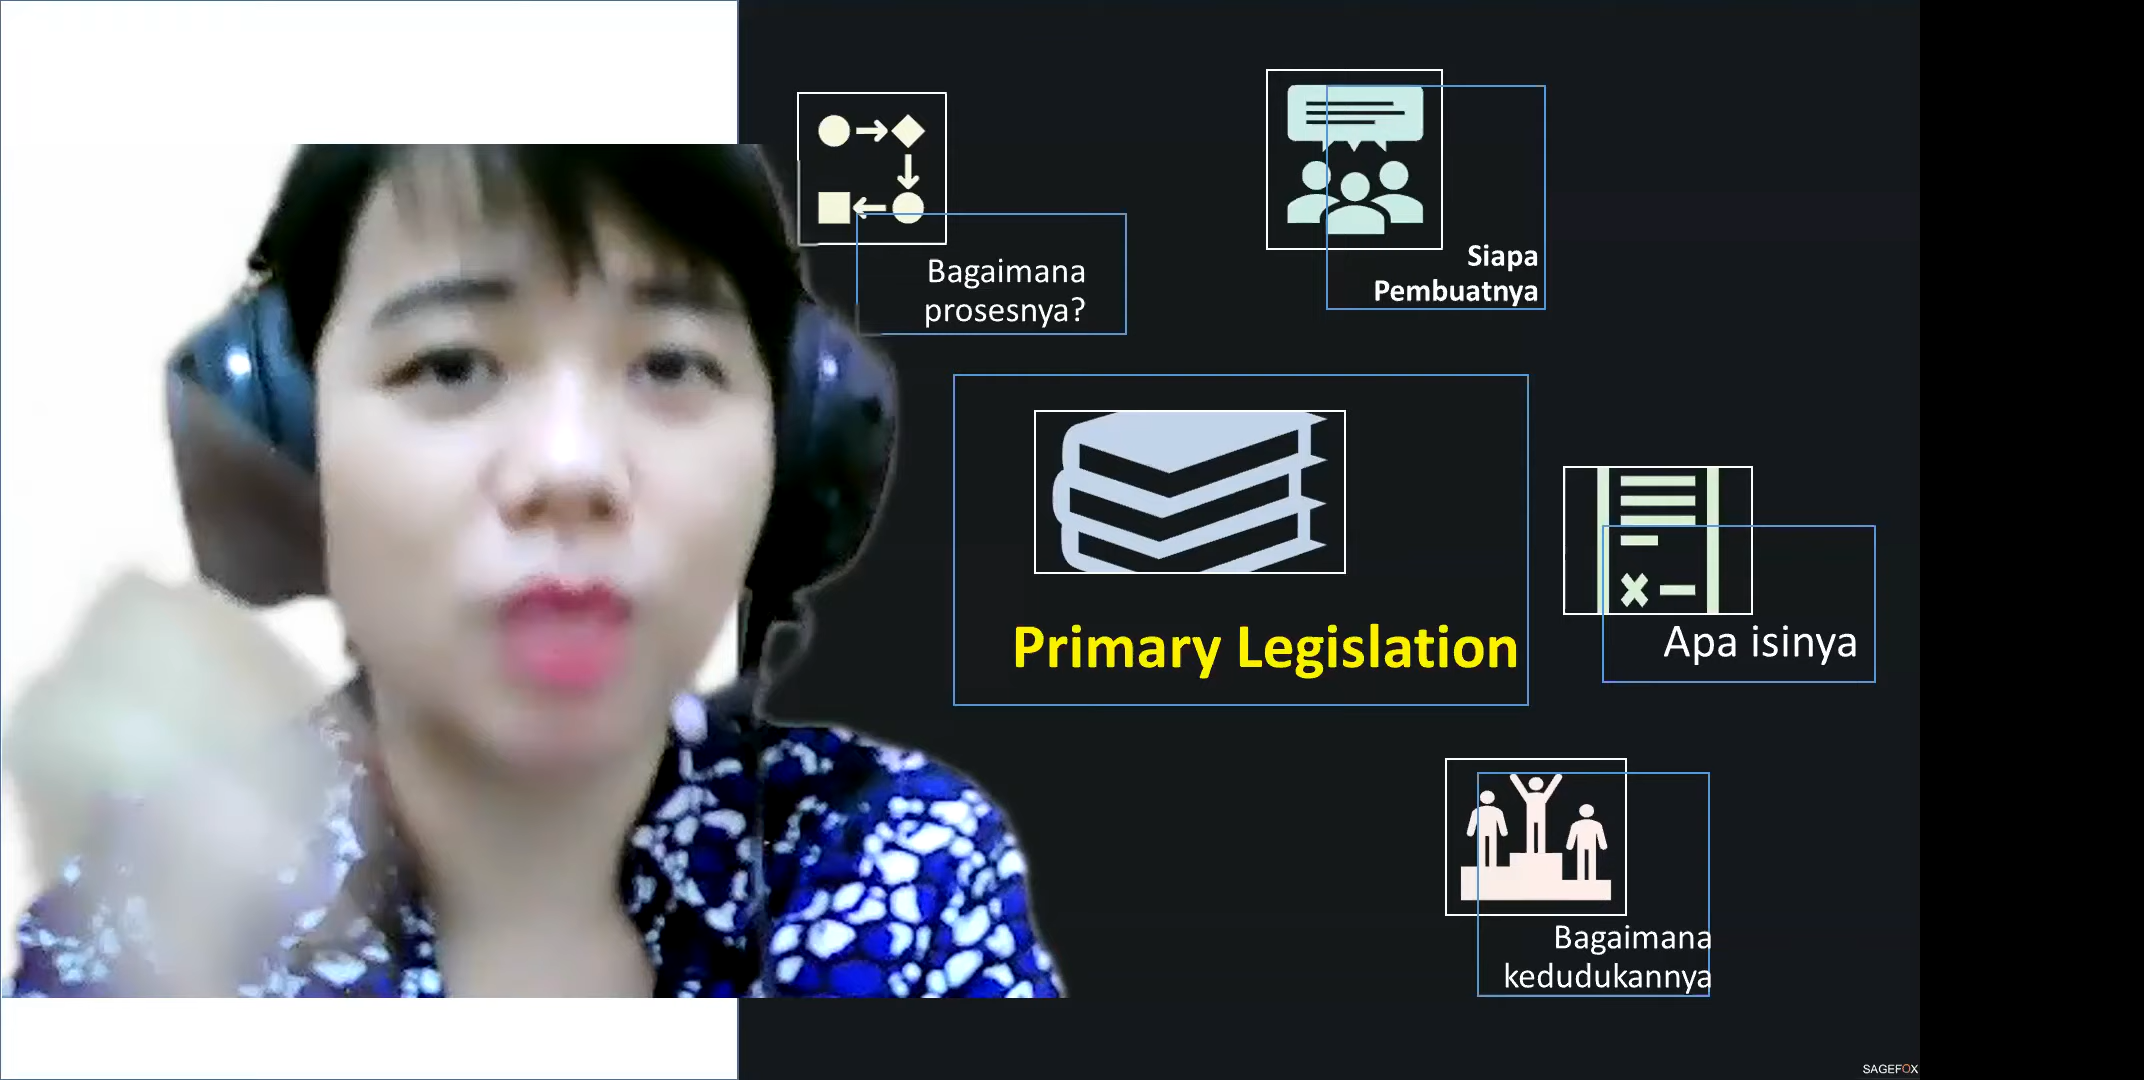 Bagaimana
prosesnya?
Siapa
Pembuatnya
Primary Legislation
Apa isinya
Bagaimana
kedudukannya
SAGEFOX